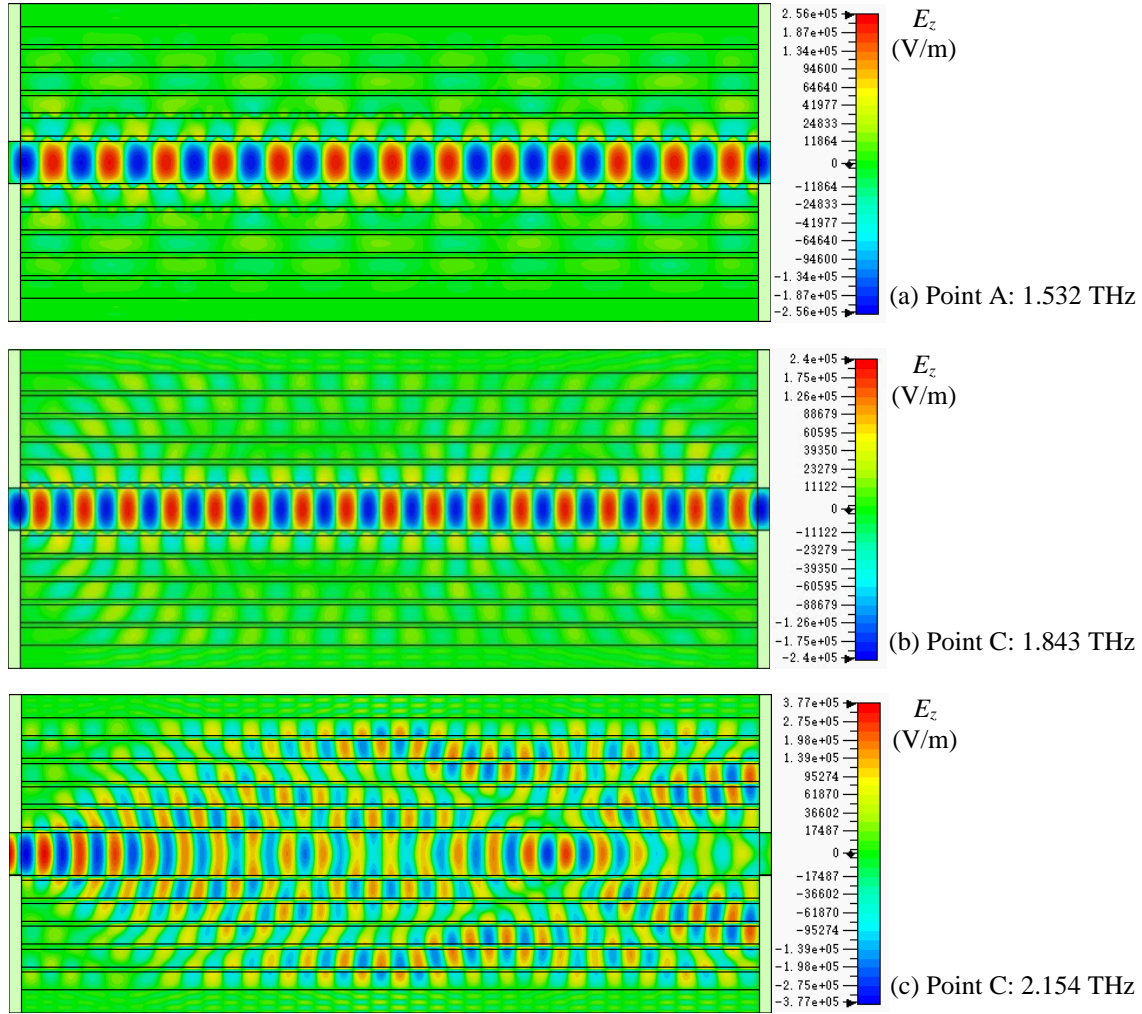 2.56e+05
1.87e+05
1.34e+05
94600
64640
41977
24833
11864
0
-11864
-24833
-41977
-64640
-94600
-1.34e+05
-1.87e+05
-2.56e+05
Ez
(V/m)
(a) Point A: 1.532 THz
2.4e+05
1.75e+05
1.26e+05
88679
60595
39350
23279
11122
0
-11122
-23279
-39350
-60595
-88679
-1.26e+05
-1.75e+05
-2.4e+05
Ez
(V/m)
(b) Point C: 1.843 THz
3.77e+05
2.75e+05
1.98e+05
1.39e+05
95274
61870
36602
17487
0
-17487
-36602
-61870
-95274
-1.39e+05
-1.98e+05
-2.75e+05
-3.77e+05
Ez
(V/m)
(c) Point C: 2.154 THz